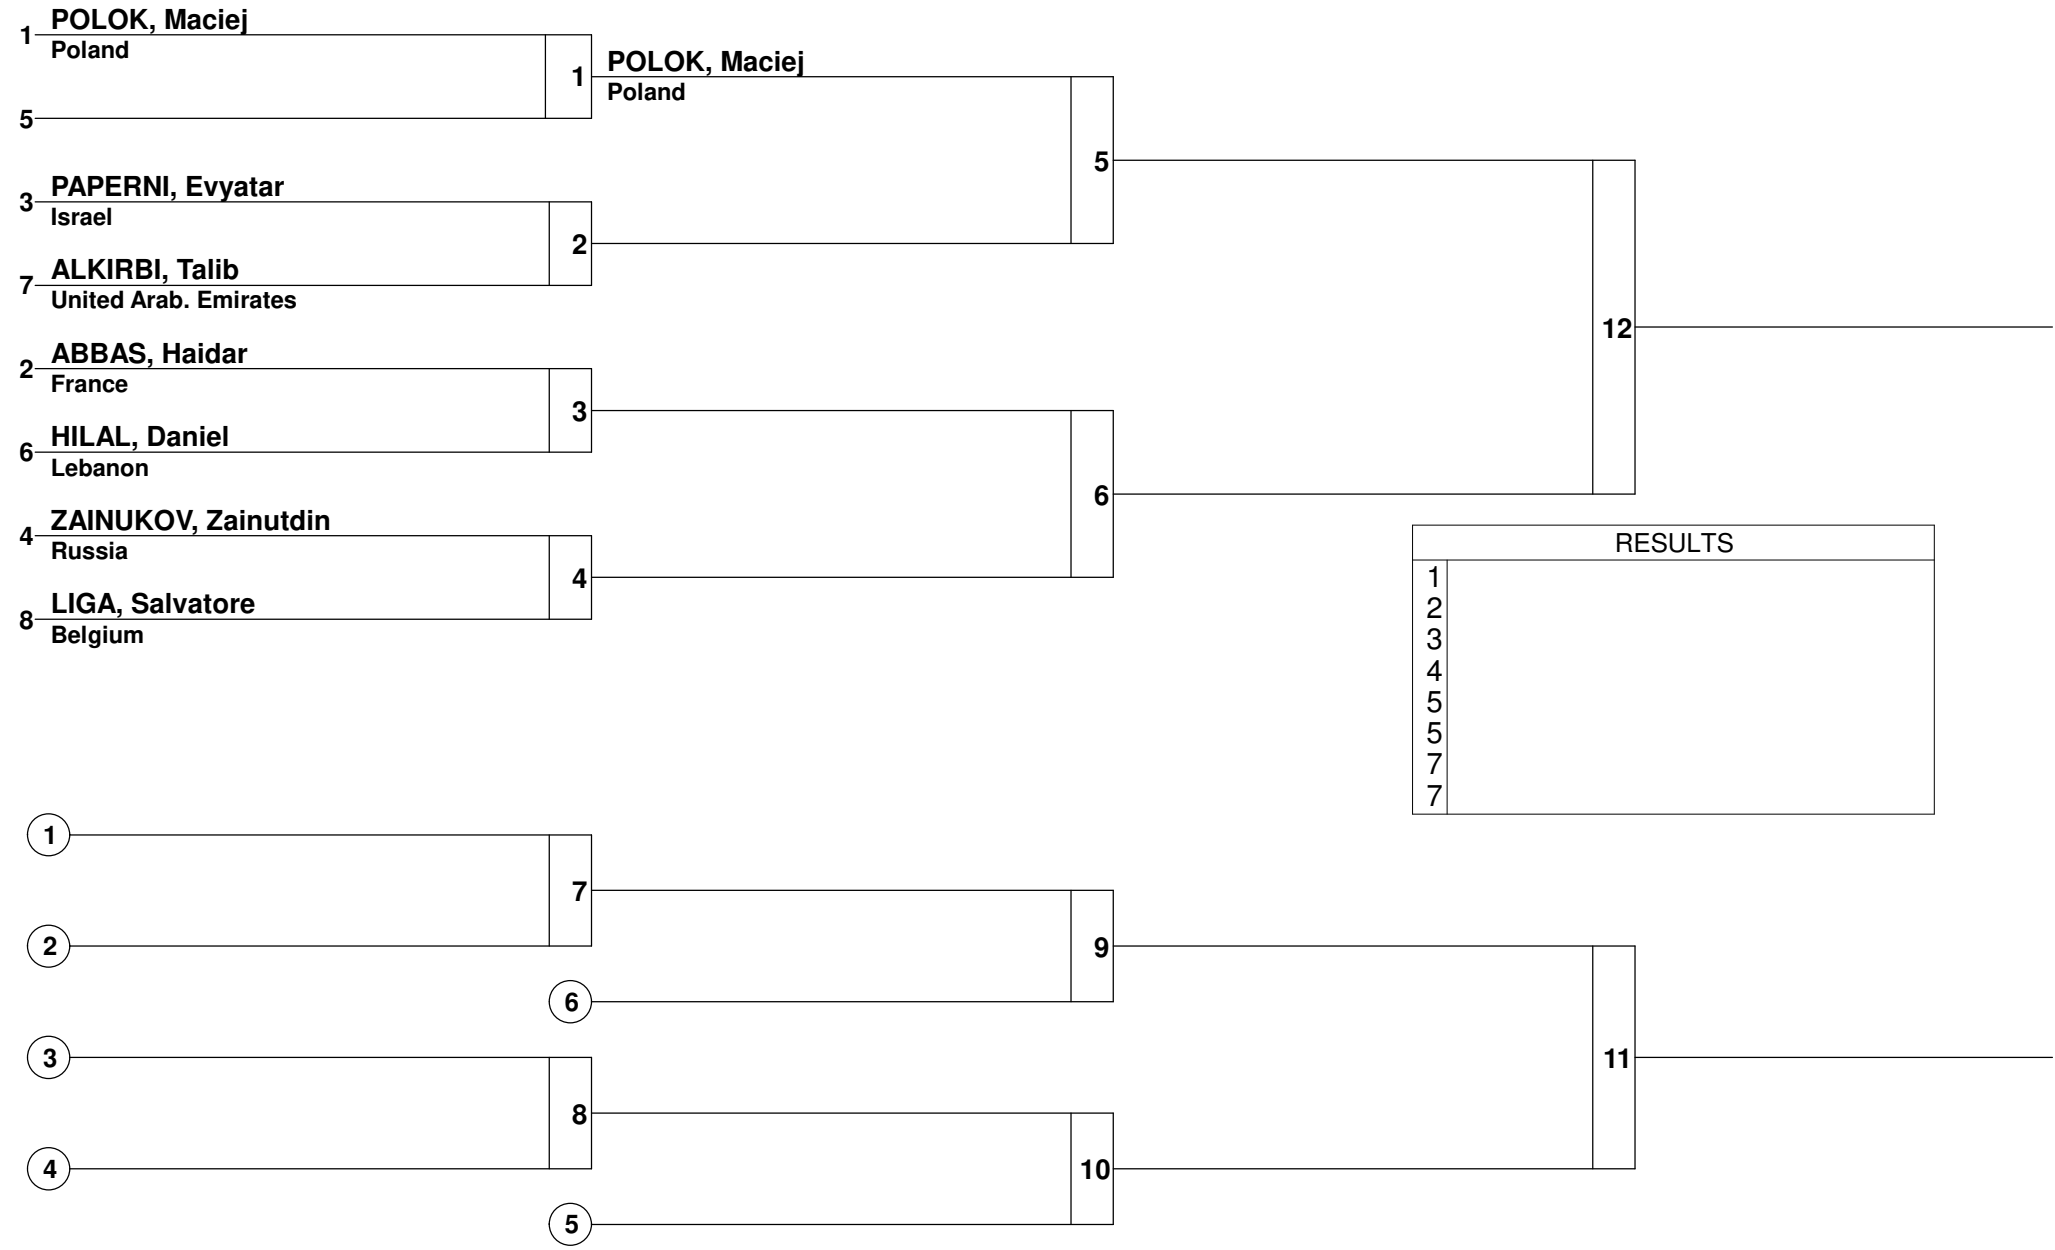 1 POLOK, Maciej
Poland
1 POLOK, Maciej
Poland
5
5
3 PAPERNI, Evyatar
Israel
2
7 ALKIRBI, Talib
United Arab. Emirates
12
2 ABBAS, Haidar
France
3
6 HILAL, Daniel
Lebanon
6
4 ZAINUKOV, Zainutdin
Russia
4
8 LIGA, Salvatore
Belgium
RESULTS
1
2
3
4
5
5
7
7
1
7
2
9
6
3
11
8
4
10
5